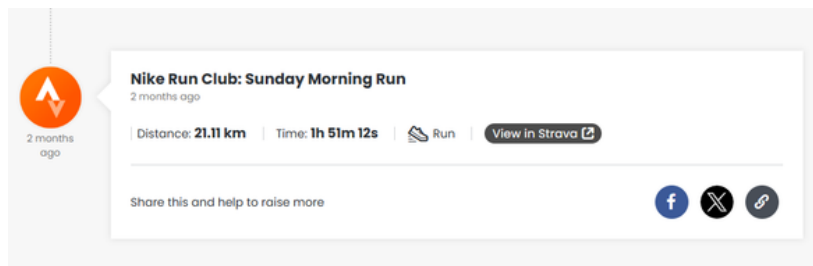 Nike Run Club: Sunday Morning Run
2 months ago
Distance: 21.11 km Time: 1h 51m 12s Run View in Strava
2 months
ago
Share this and help to raise more